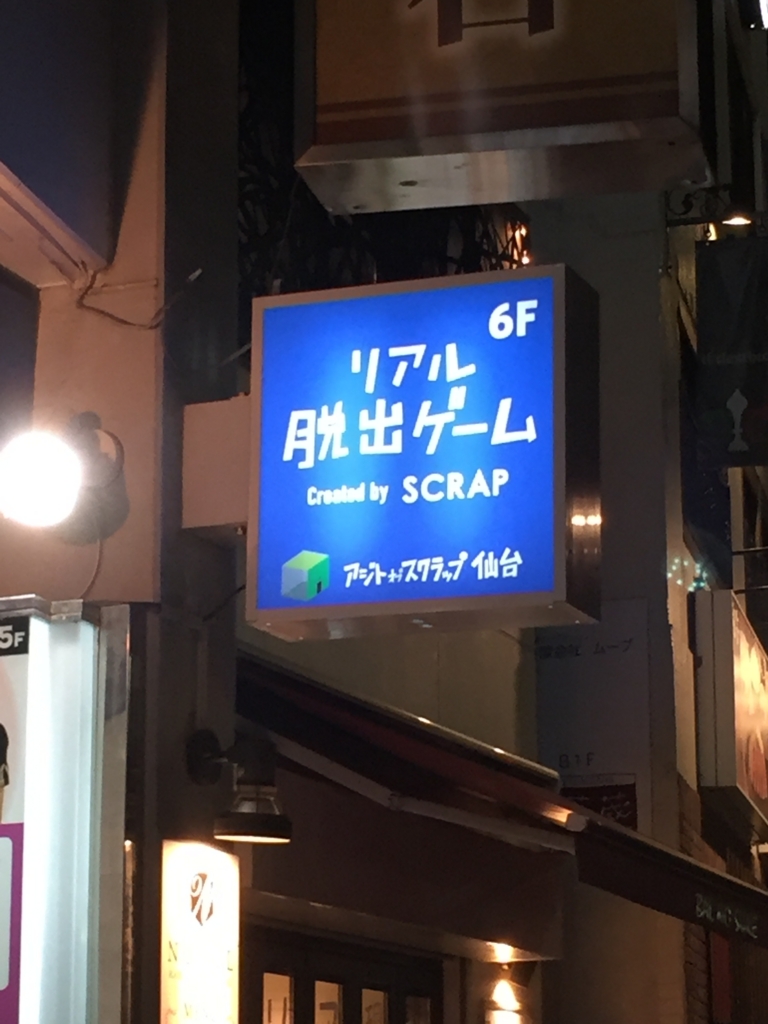 6F
リアル
脱出ゲーム
Created by SCRAP
アジトオブスクラップ 仙台
5F
B1F